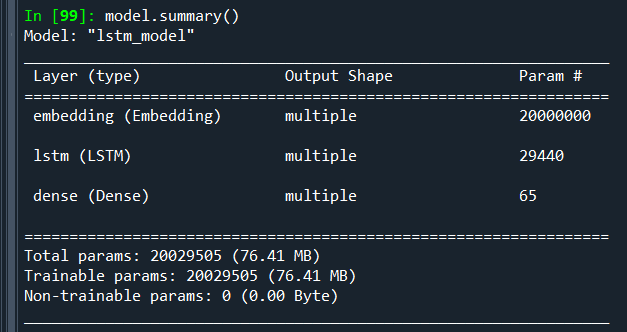 In [99]: model.summary()
Model: "lstm_model"
_________________________________________________________________
Layer (type) Output Shape Param #
=================================================================
embedding (Embedding) multiple 20000000
lstm (LSTM) multiple 29440
dense (Dense) multiple 65
=================================================================
Total params: 20029505 (76.41 MB)
Trainable params: 20029505 (76.41 MB)
Non-trainable params: 0 (0.00 Byte)
_________________________________________________________________